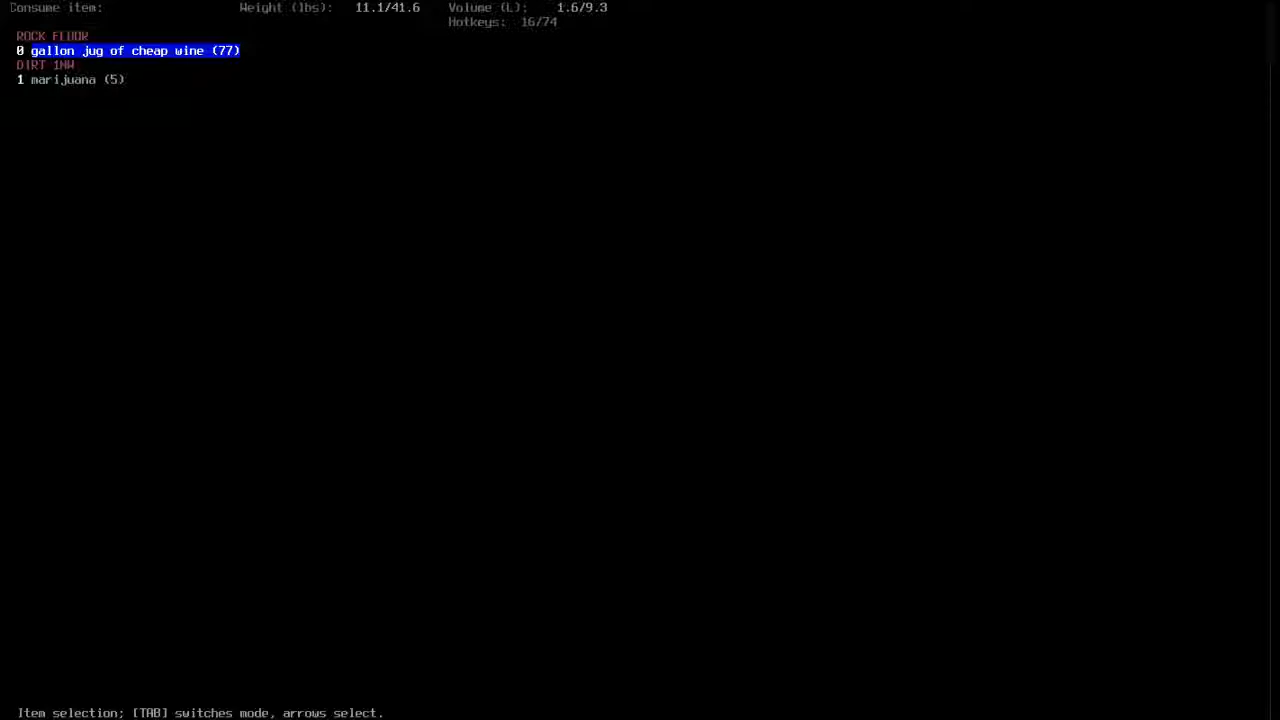 Consume item: Weight (lbs): 11.1/41.6 Volume (L): 1.6/9.3
Hotkeys: 16/74
ROCK FLOOR
0 gallon jug of cheap wine (77)
DIRT 1NW
1 marijuana (5)
Item selection; [TAB] switches mode, arrows select.